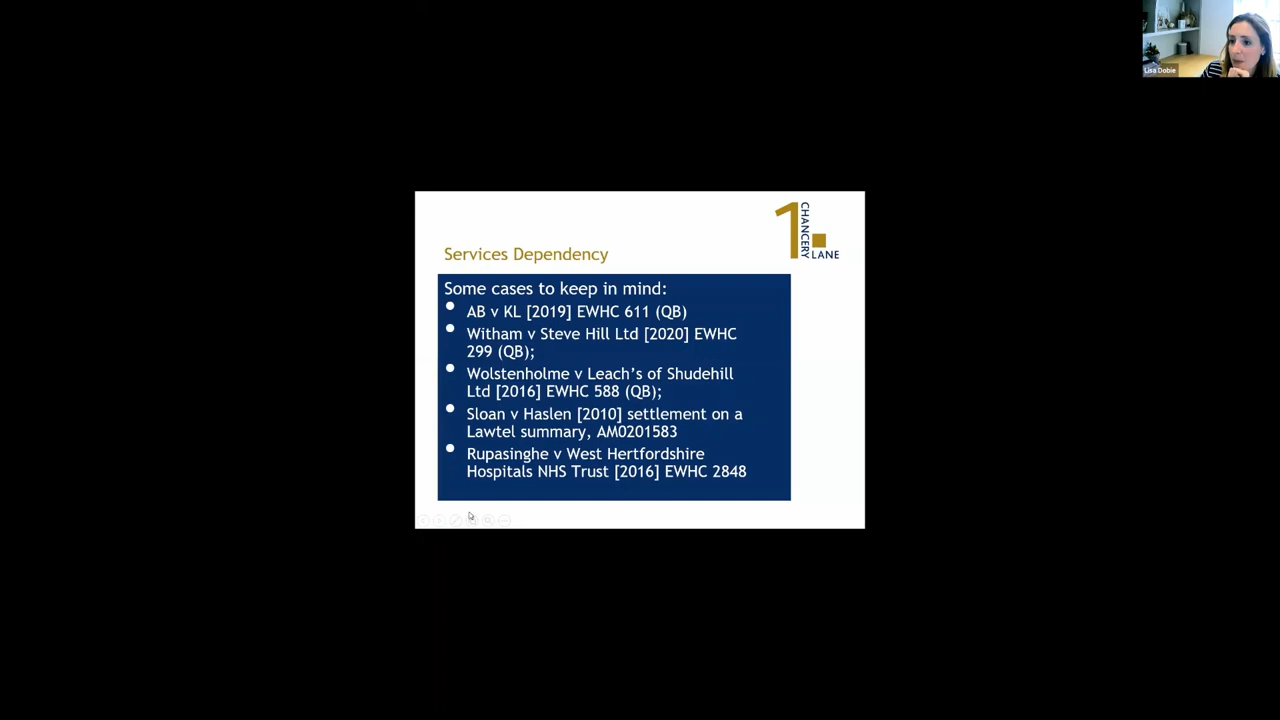 Lisa Dobie
1 CHANCERY LANE
Services Dependency
Some cases to keep in mind:
AB v KL [2019] EWHC 611 (QB)
Witham v Steve Hill Ltd [2020] EWHC
299 (QB);
Wolstenholme v Leach's of Shudehill
Ltd [2016] EWHC 588 (QB);
Sloan v Haslen [2010] settlement on a
Lawtel summary, AM0201583
Rupasinghe v West Hertfordshire
Hospitals NHS Trust [2016] EWHC 2848